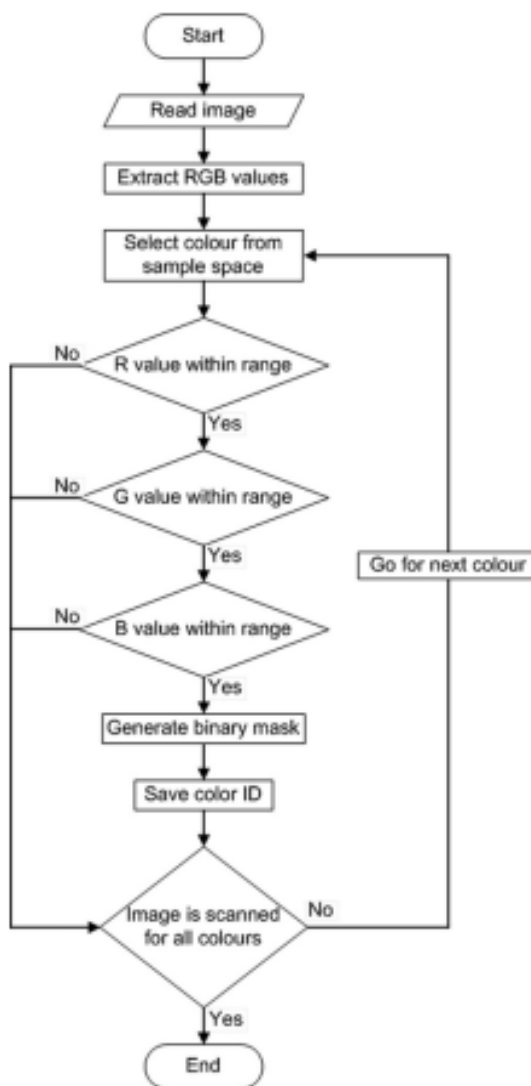 Start
Read image
Extract RGB values
Select colour from
sample space
No
R value within range
Yes
No
G value within range
Yes
Go for next colour
No
B value within range
Yes
Generate binary mask
Save color ID
Image is scanned
for all colours
No
Yes
End